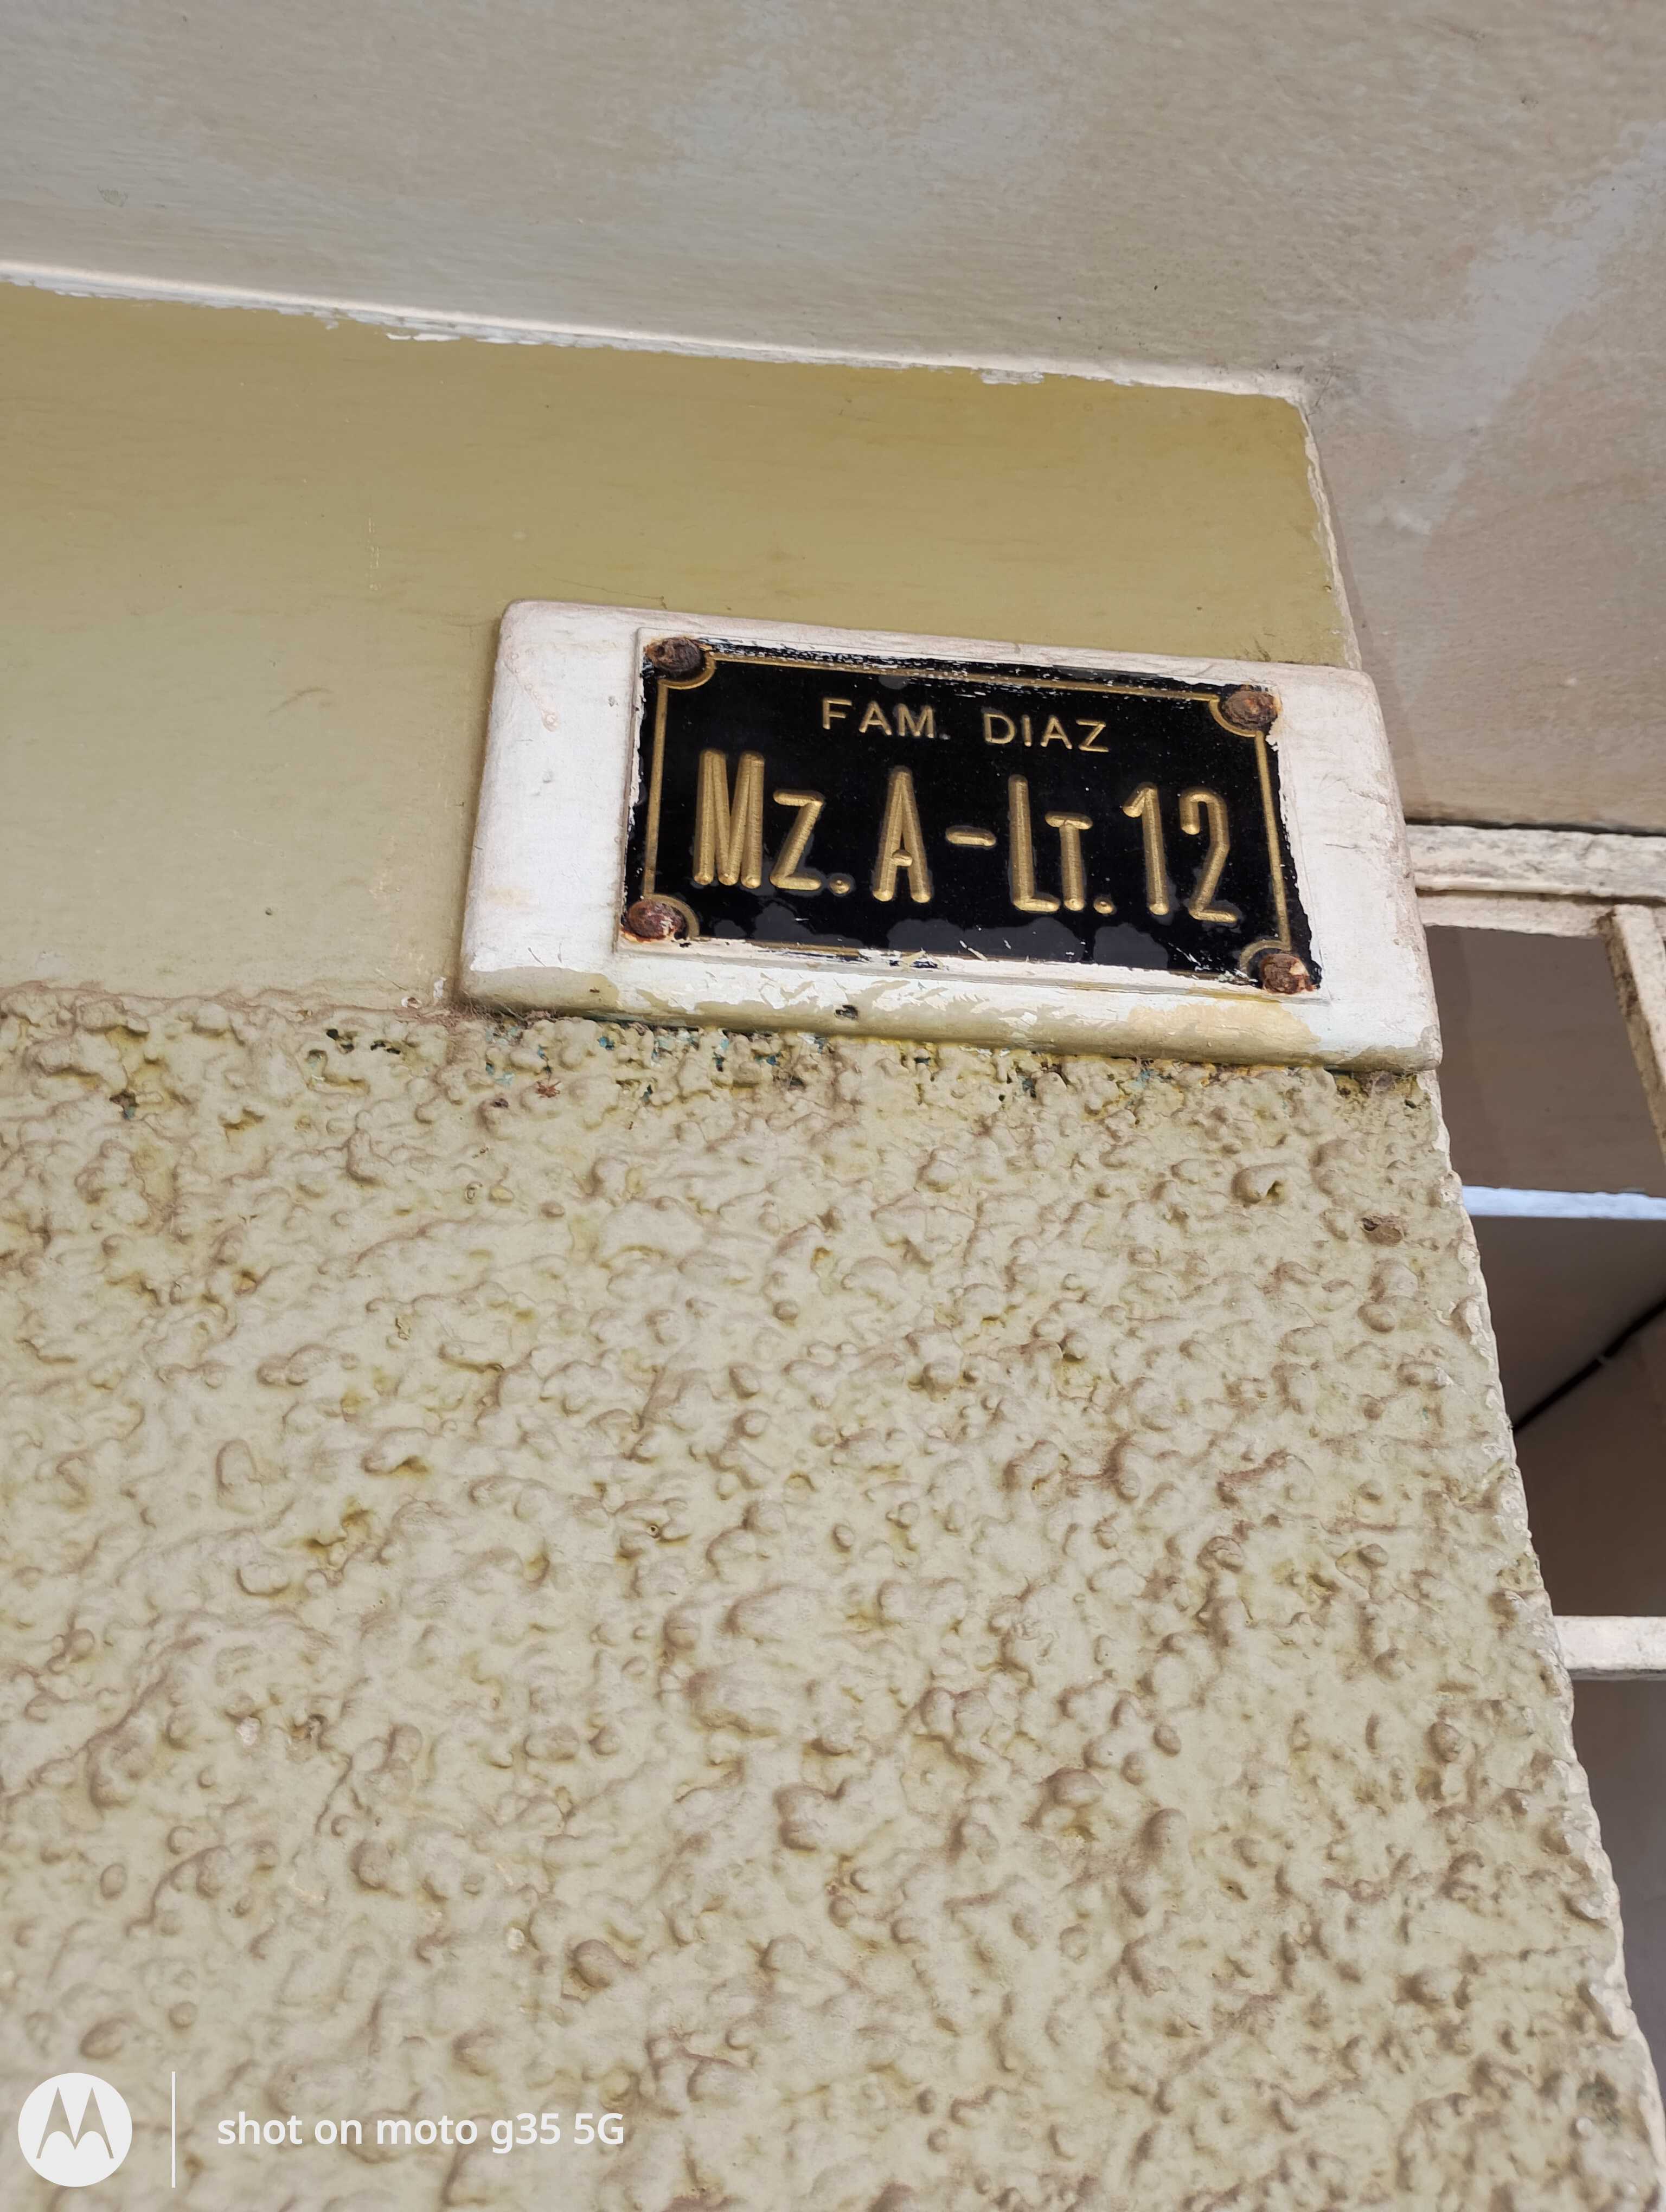 FAM. DIAZ
Mz. A - LT. 12
shot on moto g35 5G